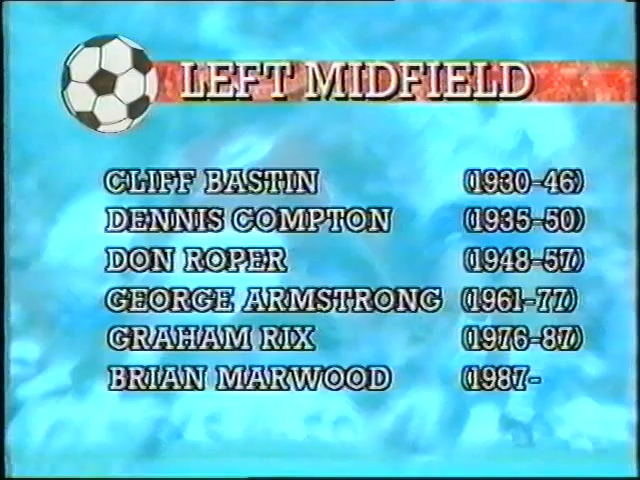 LEFT MIDFIELD
CLIFF BASTIN (1930-46)
DENNIS COMPTON (1935-50)
DON ROPER (1948-57)
GEORGE ARMSTRONG (1961-77)
GRAHAM RIX (1976-87)
BRIAN MARWOOD (1987-